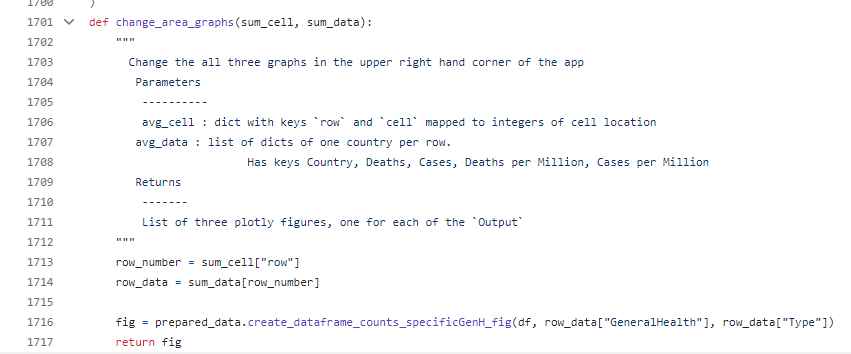 1700 )
1701 def change_area_graphs(sum_cell, sum_data):
1702 """
1703 Change the all three graphs in the upper right hand corner of the app
1704 Parameters
1705 ----------
1706 avg_cell : dict with keys `row` and `cell` mapped to integers of cell location
1707 avg_data : list of dicts of one country per row.
1708 Has keys Country, Deaths, Cases, Deaths per Million, Cases per Million
1709 Returns
1710 -------
1711 List of three plotly figures, one for each of the `Output`
1712 """
1713 row_number = sum_cell["row"]
1714 row_data = sum_data[row_number]
1715
1716 fig = prepared_data.create_dataframe_counts_specificGenH_fig(df, row_data["GeneralHealth"], row_data["Type"])
1717 return fig